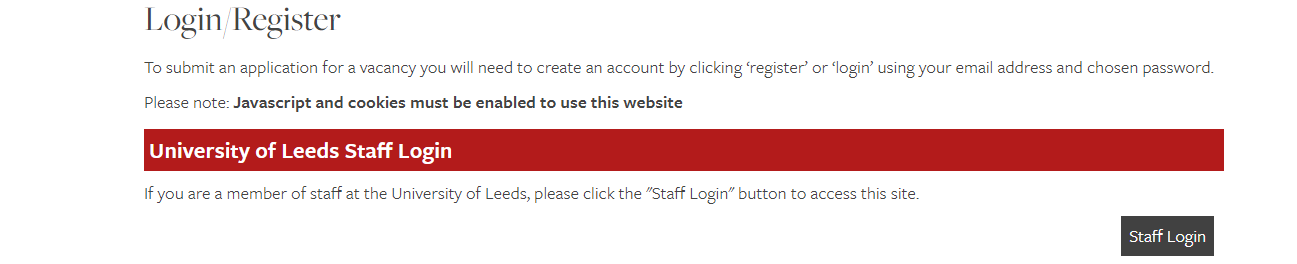 Login/Register
To submit an application for a vacancy you will need to create an account by clicking ‘register’ or ‘login’ using your email address and chosen password.
Please note: Javascript and cookies must be enabled to use this website
University of Leeds Staff Login
If you are a member of staff at the University of Leeds, please click the "Staff Login" button to access this site.
Staff Login